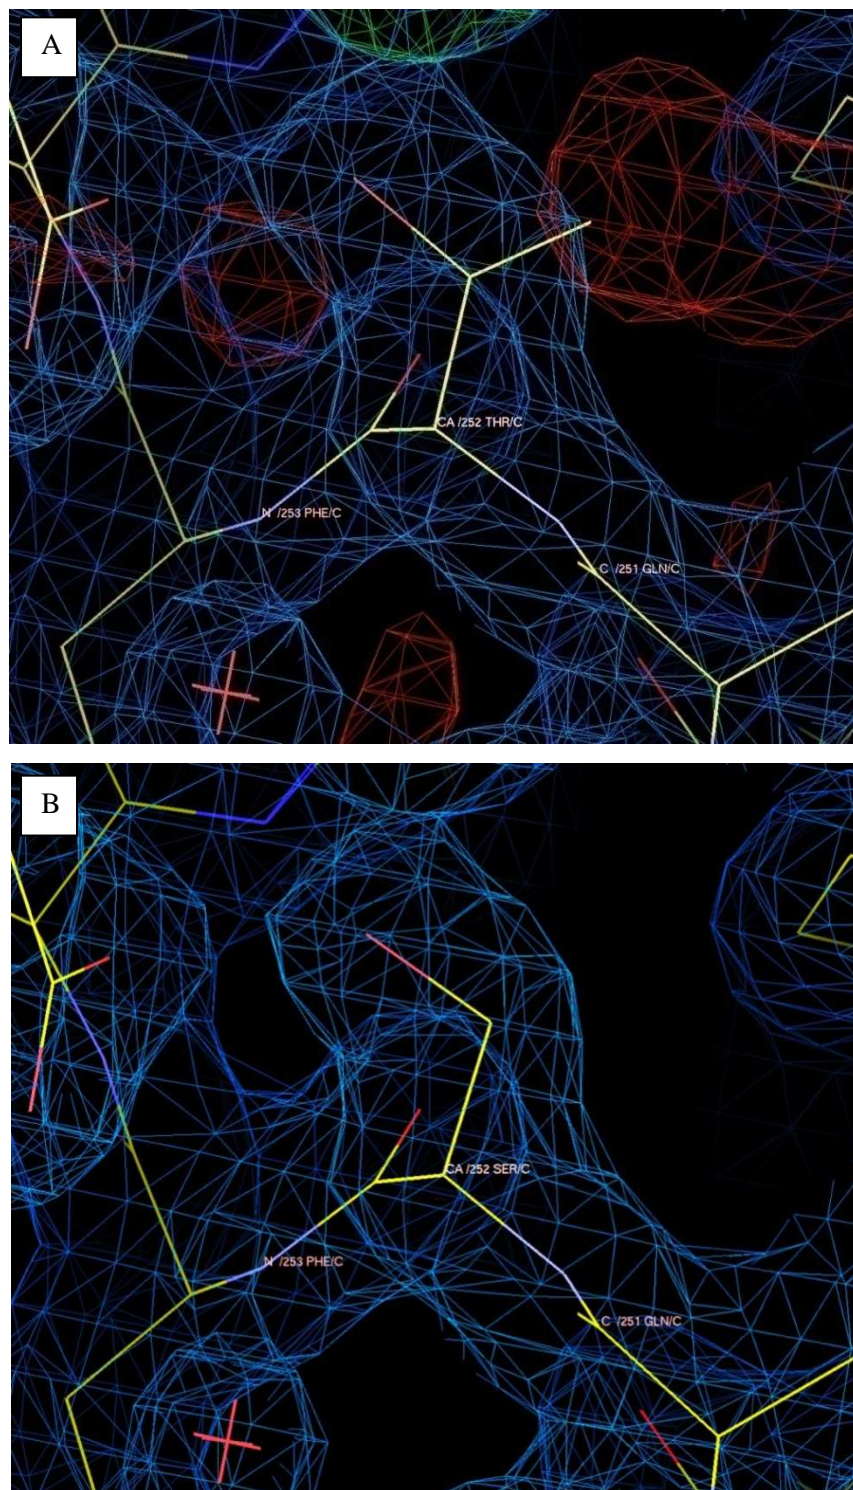 A
CA /252 THR/C
N /253 PHE/C
C /251 GLN/C
B
CA /252 SER/C
N /253 PHE/C
C /251 GLN/C